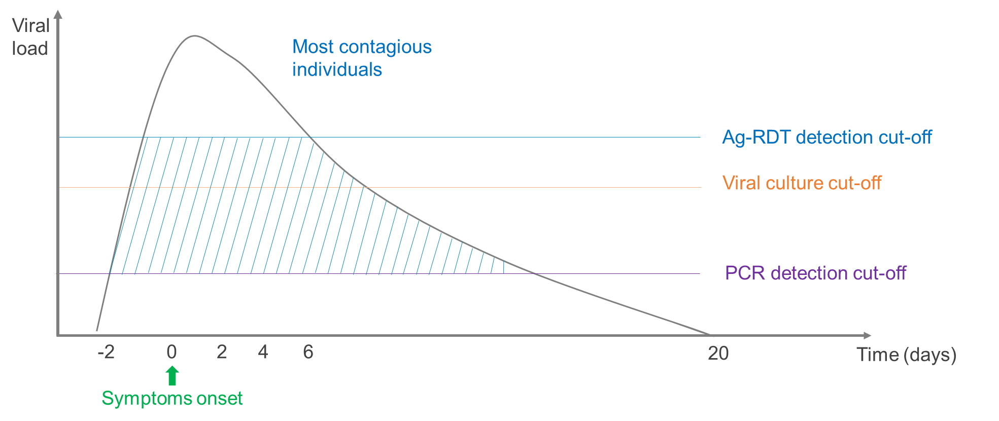 Viral
load
Most contagious
individuals
Ag-RDT detection cut-off
Viral culture cut-off
PCR detection cut-off
-2 0 2 4 6 20
Time (days)
Symptoms onset